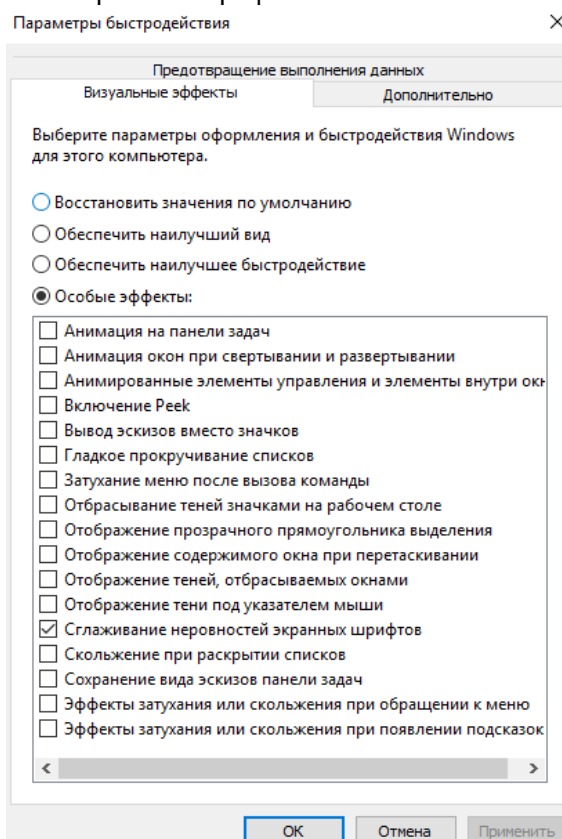 Параметры быстродействия
Предотвращение выполнения данных
Визуальные эффекты
Дополнительно
Выберите параметры оформления и быстродействия Windows
для этого компьютера.
Восстановить значения по умолчанию
Обеспечить наилучший вид
Обеспечить наилучшее быстродействие
Особые эффекты:
Анимация на панели задач
Анимация окон при свертывании и развертывании
Анимированные элементы управления и элементы внутри окн
Включение Peek
Вывод эскизов вместо значков
Гладкое прокручивание списков
Затухание меню после вызова команды
Отбрасывание теней значками на рабочем столе
Отображение прозрачного прямоугольника выделения
Отображение содержимого окна при перетаскивании
Отображение теней, отбрасываемых окнами
Отображение тени под указателем мыши
Сглаживание неровностей экранных шрифтов
Скольжение при раскрытии списков
Сохранение вида эскизов панели задач
Эффекты затухания или скольжения при обращении к меню
Эффекты затухания или скольжения при появлении подсказок
ОК
Отмена
Применить